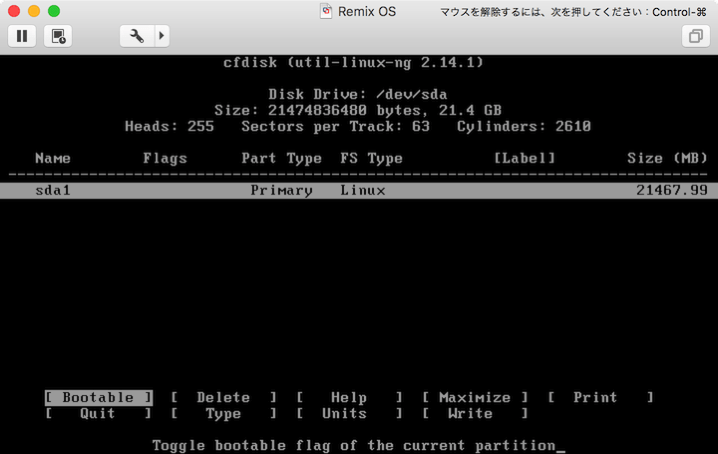 Remix OS マウスを解除するには、次を押してください：Control-⌘
cfdisk (util-linux-ng 2.14.1)
Disk Drive: /dev/sda
Size: 21474836480 bytes, 21.4 GB
Heads: 255 Sectors per Track: 63 Cylinders: 2610
Name Flags Part Type FS Type [Label] Size (MB)
sda1 Primary Linux 21467.99
[ Bootable ] [ Delete ] [ Help ] [ Maximize ] [ Print ]
[ Quit ] [ Type ] [ Units ] [ Write ]
Toggle bootable flag of the current partition_